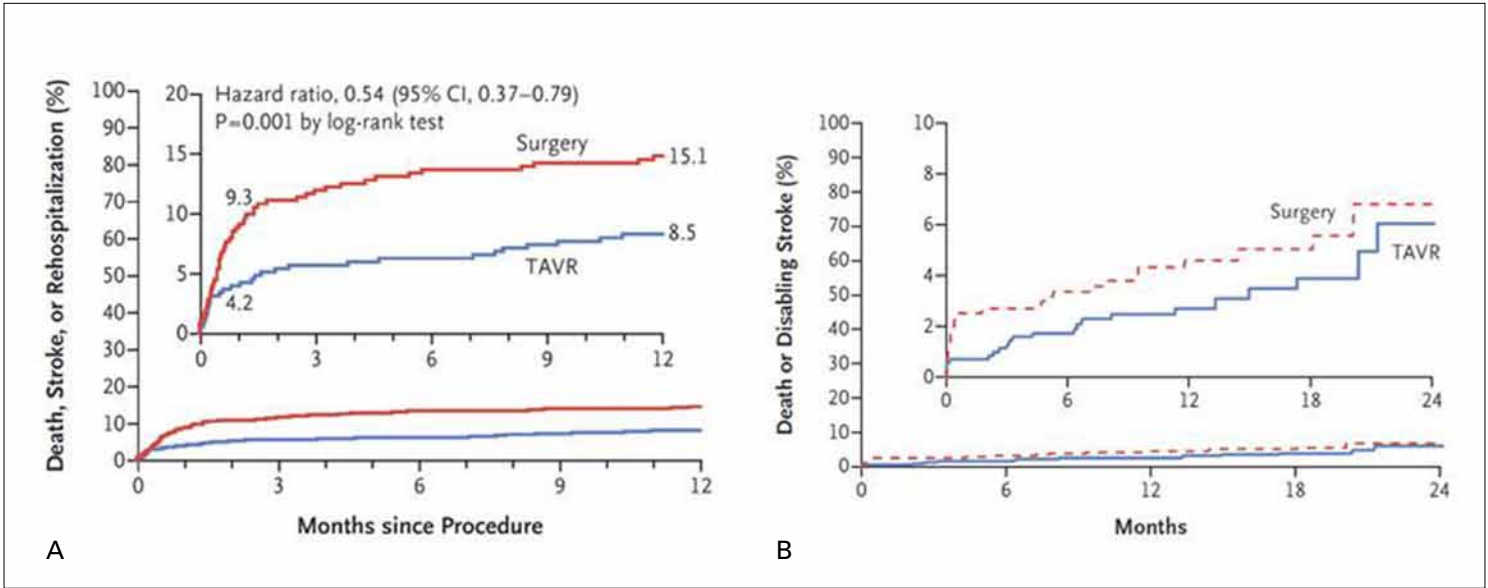 Death, Stroke, or Rehospitalization (%)
100
90
80
70
60
50
40
30
20
10
0
20
15
10
5
0
Hazard ratio, 0.54 (95% CI, 0.37–0.79)
P=0.001 by log-rank test
Surgery
15.1
9.3
8.5
TAVR
4.2
0 3 6 9 12
0 3 6 9 12
Months since Procedure
A
Death or Disabling Stroke (%)
100
90
80
70
60
50
40
30
20
10
0
10
8
6
4
2
0
Surgery
TAVR
0 6 12 18 24
0 6 12 18 24
Months
B